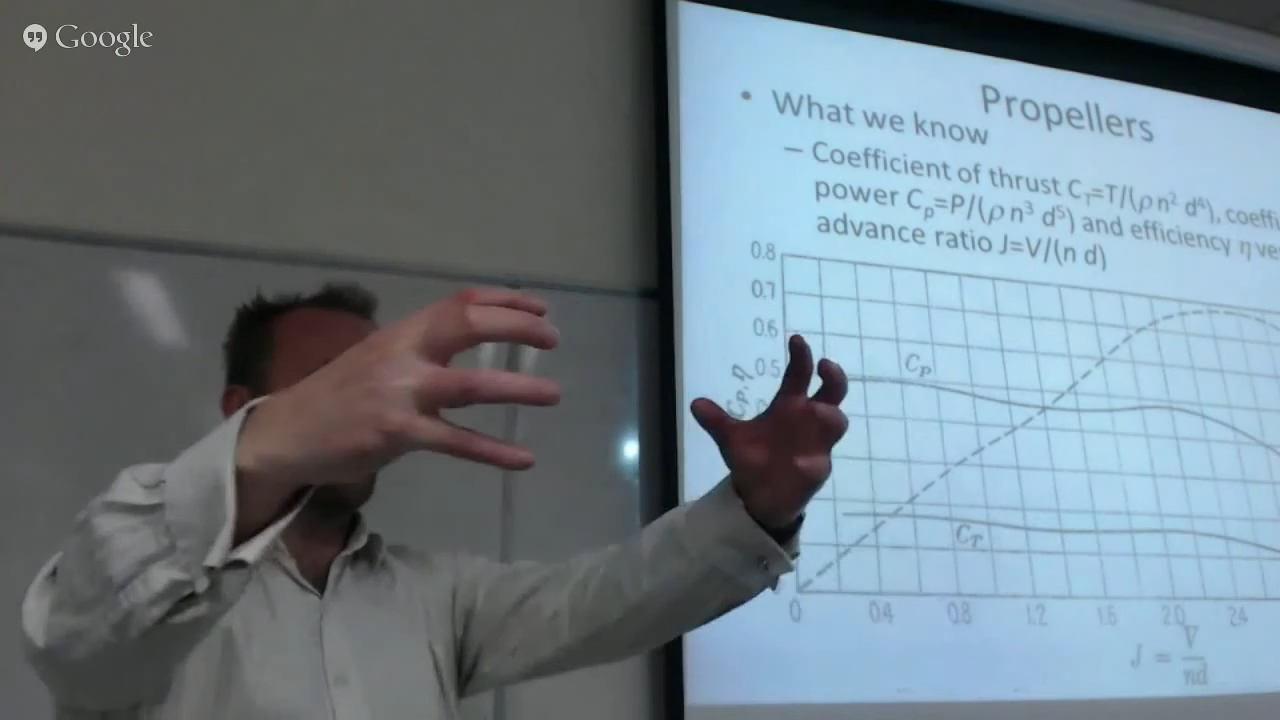 Google
Propellers
• What we know
– Coefficient of thrust C_T=T/(ρ n² d⁴), coeffi
power C_p=P/(ρ n³ d⁵) and efficiency η ve
advance ratio J=V/(n d)
0.8
0.7
0.6
0.5
C_P, η
C_P
C_T
0 0.4 0.8 1.2 1.6 2.0 2.4
J = V/nd